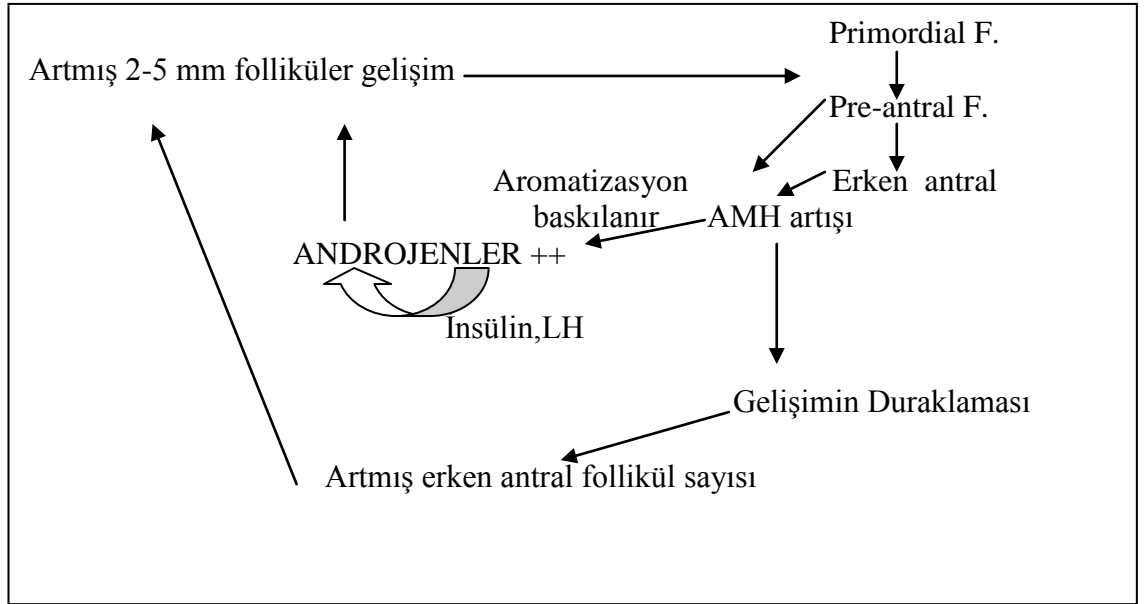 Primordial F.
Artmış 2-5 mm folliküler gelişim
Pre-antral F.
Erken antral
Aromatizasyon
baskılanır
AMH artışı
ANDROJENLER ++
Insülin,LH
Gelişimin Duraklaması
Artmış erken antral follikül sayısı